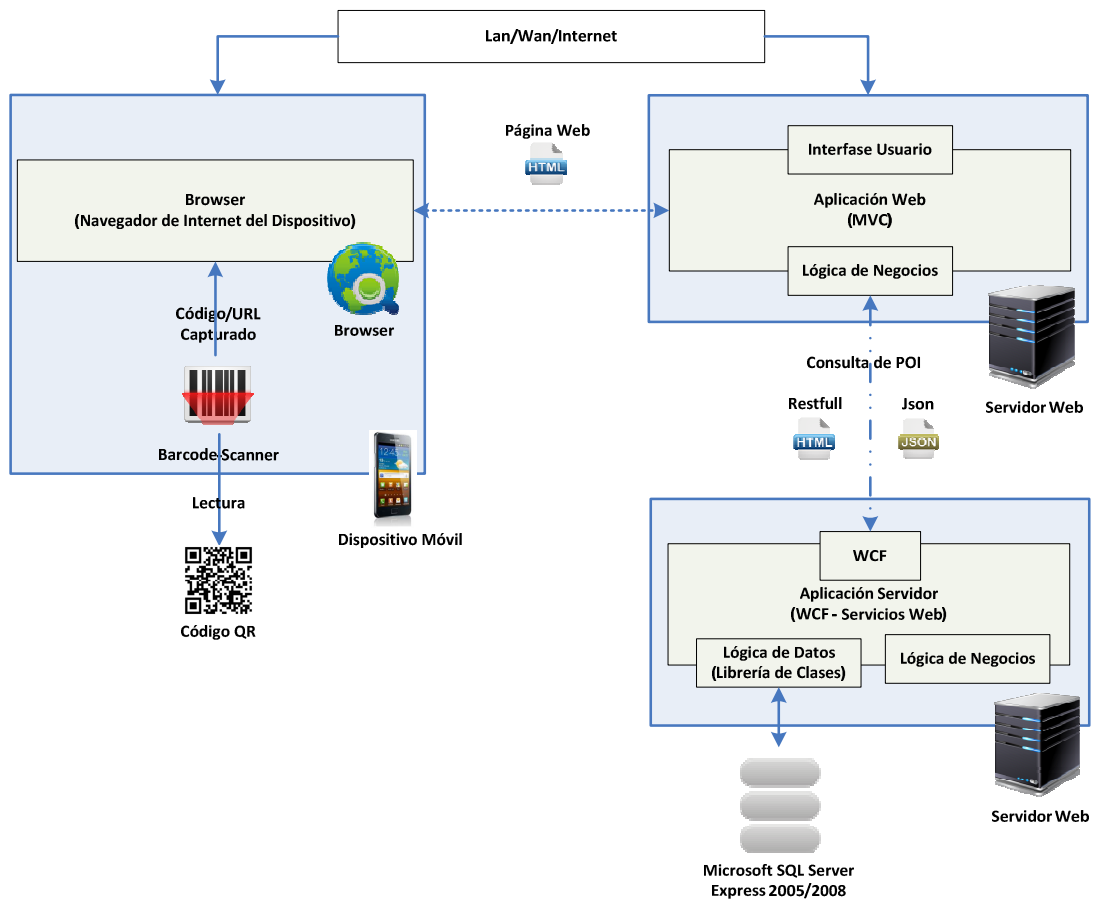 Lan/Wan/Internet
Browser
(Navegador de Internet del Dispositivo)
Código/URL
Capturado
Browser
Barcode Scanner
Lectura
Dispositivo Móvil
Código QR
Página Web
HTML
Interfase Usuario
Aplicación Web
(MVC)
Lógica de Negocios
Servidor Web
Consulta de POI
Restfull
Json
HTML
JSON
WCF
Aplicación Servidor
(WCF - Servicios Web)
Lógica de Datos
(Librería de Clases)
Lógica de Negocios
Servidor Web
Microsoft SQL Server
Express 2005/2008